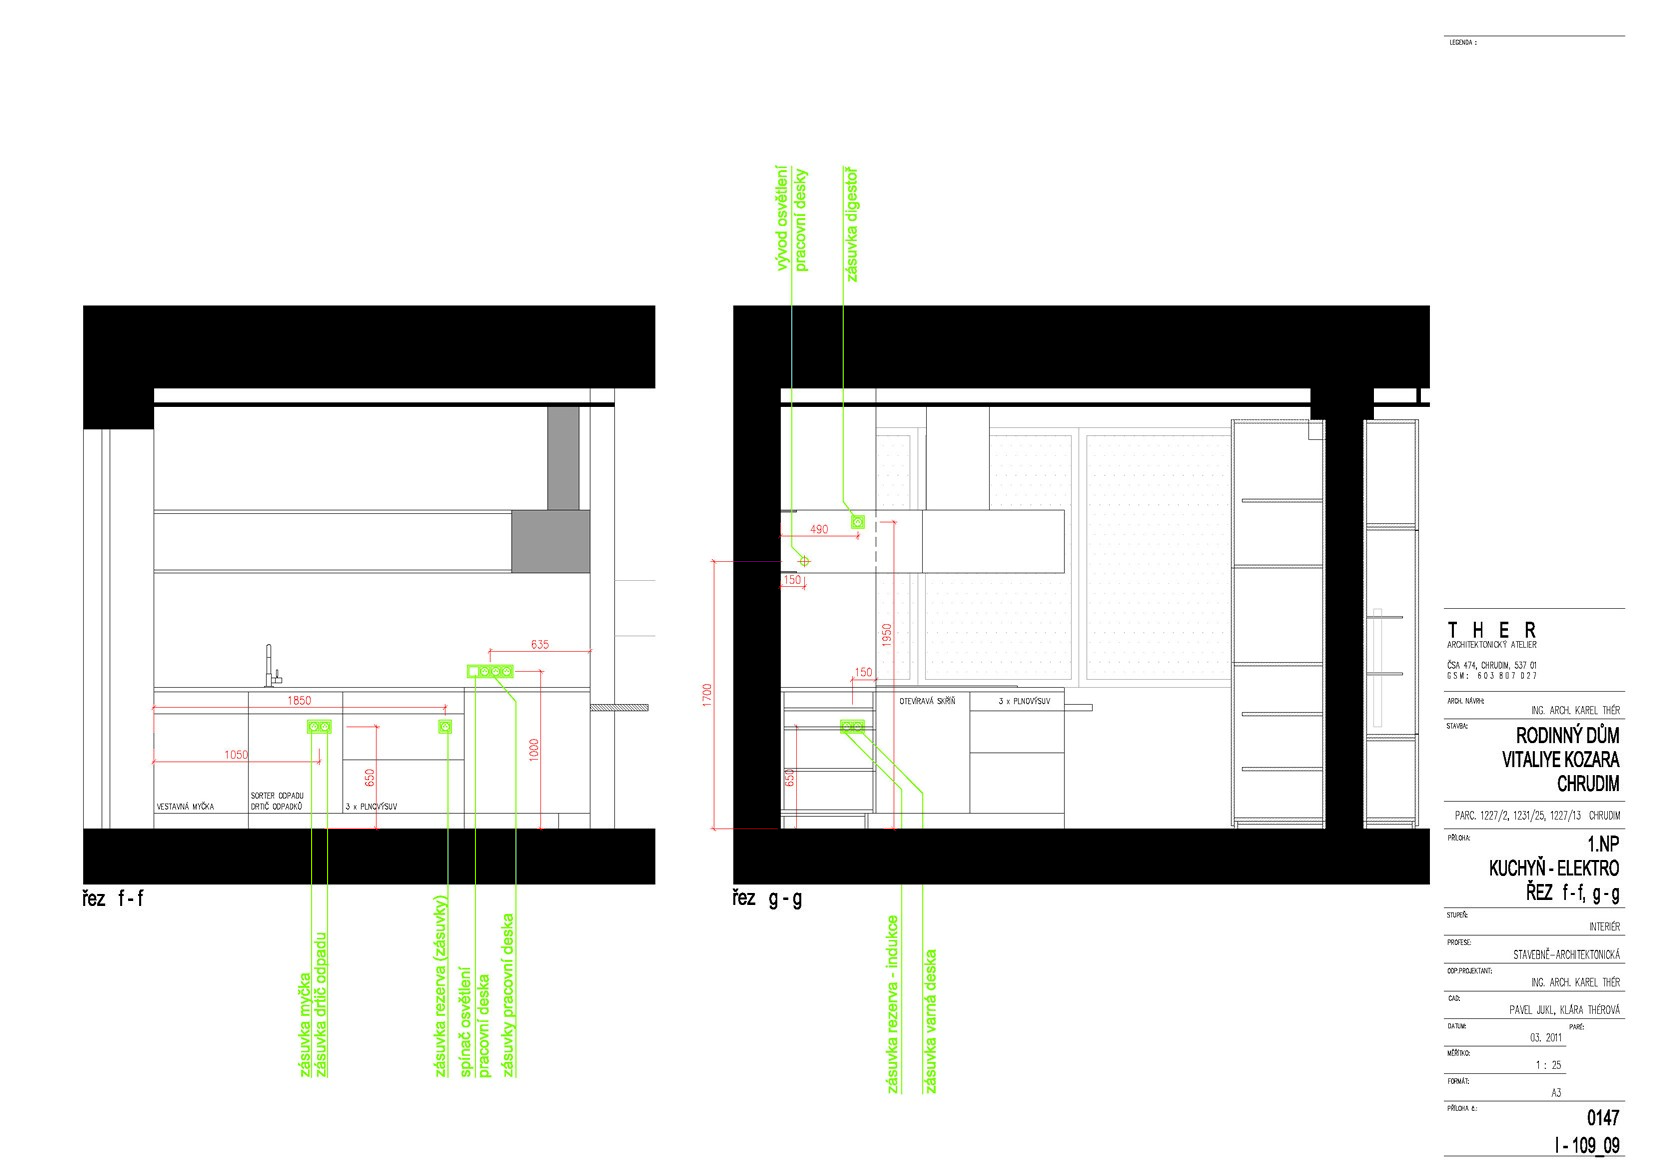 LEGENDA :
vývod osvětlení
pracovní desky
zásuvka digestoř
490
150
1950
1700
150
650
OTEVÍRAVÁ SKŘÍŇ
3 x PLNOVÝSUV
635
1850
1050
650
1000
VESTAVNÁ MYČKA
SORTER ODPADU
DRTIČ ODPADKŮ
3 x PLNOVÝSUV
řez f - f
řez g - g
zásuvka myčka
zásuvka drtič odpadu
zásuvka rezerva (zásuvky)
spínač osvětlení
pracovní deska
zásuvky pracovní deska
zásuvka rezerva - indukce
zásuvka varná deska
T H E R
ARCHITEKTONICKÝ ATELIER
ČSA 474, CHRUDIM, 537 01
GSM: 603 807 027
ARCH. NÁVRH:
ING. ARCH. KAREL THÉR
STAVBA:
RODINNÝ DŮM
VITALIYE KOZARA
CHRUDIM
PARC. 1227/2, 1231/25, 1227/13 CHRUDIM
PŘÍLOHA:
1.NP
KUCHYŇ - ELEKTRO
ŘEZ f - f, g - g
STUPEŇ:
INTERIÉR
PROFESE:
STAVEBNĚ-ARCHITEKTONICKÁ
ODP.PROJEKTANT:
ING. ARCH. KAREL THÉR
CAD:
PAVEL JUKL, KLÁRA THÉROVÁ
DATUM:
PARÉ:
03. 2011
MĚŘÍTKO:
1 : 25
FORMÁT:
A3
PŘÍLOHA č.:
0147
I - 109_09